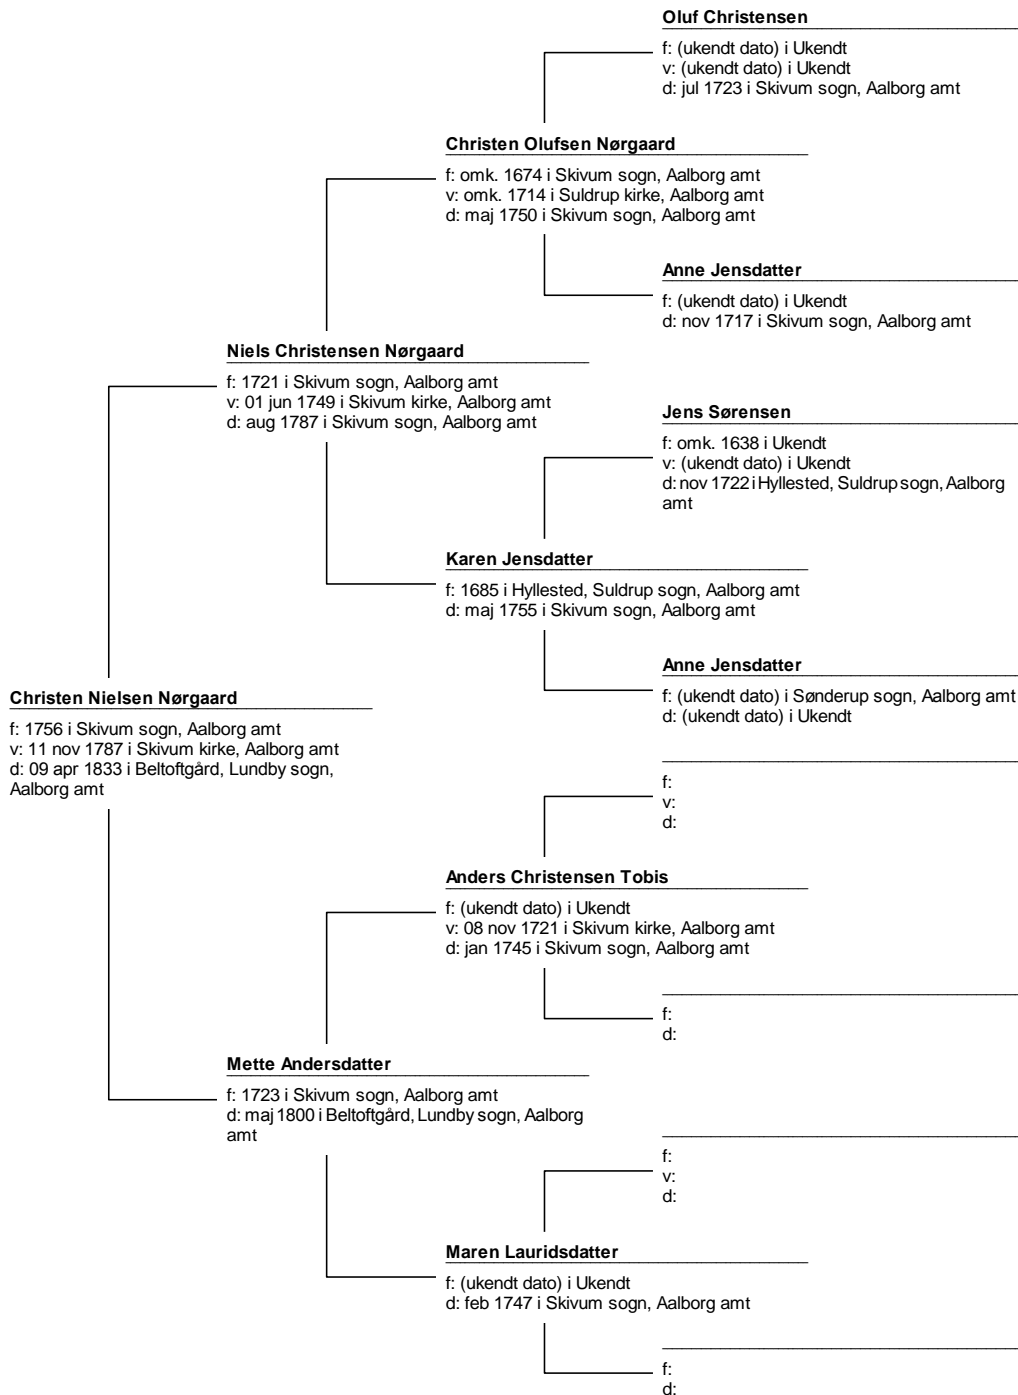 Oluf Christensen
f: (ukendt dato) i Ukendt
v: (ukendt dato) i Ukendt
d: jul 1723 i Skivum sogn, Aalborg amt
Christen Olufsen Nørgaard
f: omk. 1674 i Skivum sogn, Aalborg amt
v: omk. 1714 i Suldrup kirke, Aalborg amt
d: maj 1750 i Skivum sogn, Aalborg amt
Anne Jensdatter
f: (ukendt dato) i Ukendt
d: nov 1717 i Skivum sogn, Aalborg amt
Niels Christensen Nørgaard
f: 1721 i Skivum sogn, Aalborg amt
v: 01 jun 1749 i Skivum kirke, Aalborg amt
d: aug 1787 i Skivum sogn, Aalborg amt
Jens Sørensen
f: omk. 1638 i Ukendt
v: (ukendt dato) i Ukendt
d: nov 1722 i Hyllested, Suldrup sogn, Aalborg
amt
Karen Jensdatter
f: 1685 i Hyllested, Suldrup sogn, Aalborg amt
d: maj 1755 i Skivum sogn, Aalborg amt
Anne Jensdatter
f: (ukendt dato) i Sønderup sogn, Aalborg amt
d: (ukendt dato) i Ukendt
Christen Nielsen Nørgaard
f: 1756 i Skivum sogn, Aalborg amt
v: 11 nov 1787 i Skivum kirke, Aalborg amt
d: 09 apr 1833 i Beltoftgård, Lundby sogn,
Aalborg amt
f:
v:
d:
Anders Christensen Tobis
f: (ukendt dato) i Ukendt
v: 08 nov 1721 i Skivum kirke, Aalborg amt
d: jan 1745 i Skivum sogn, Aalborg amt
f:
d:
Mette Andersdatter
f: 1723 i Skivum sogn, Aalborg amt
d: maj 1800 i Beltoftgård, Lundby sogn, Aalborg
amt
f:
v:
d:
Maren Lauridsdatter
f: (ukendt dato) i Ukendt
d: feb 1747 i Skivum sogn, Aalborg amt
f:
d: